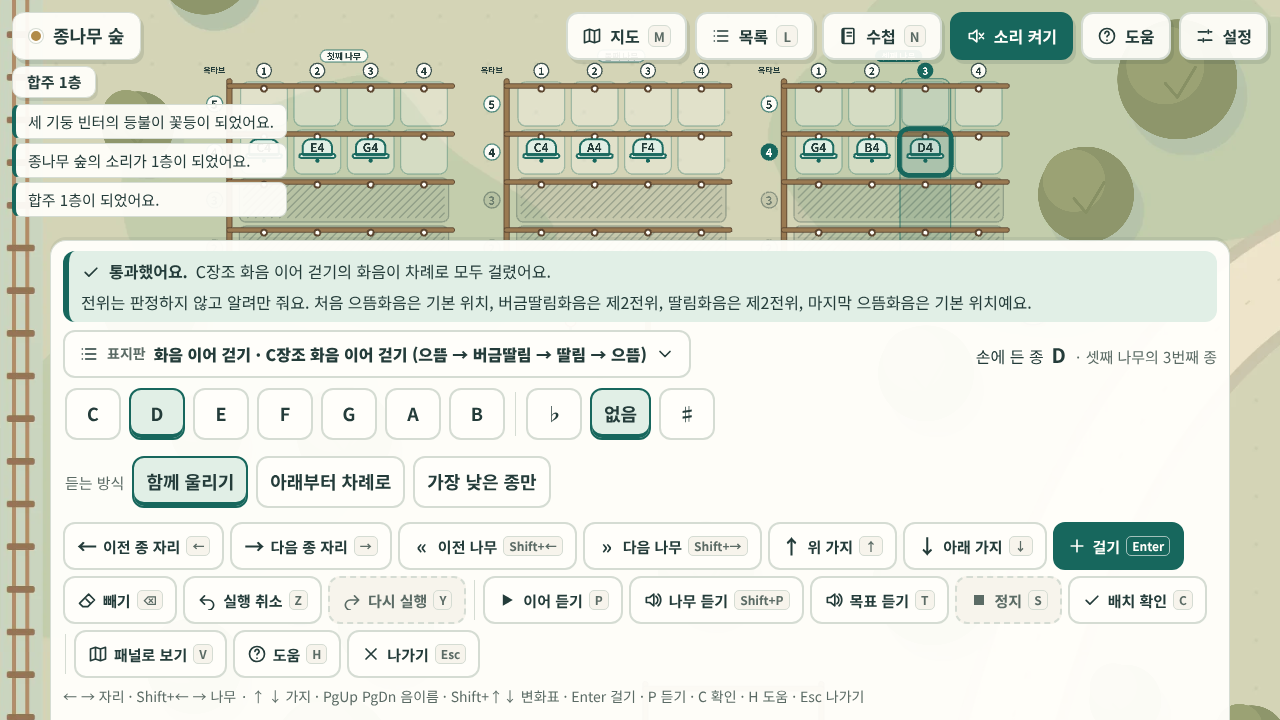 종나무 숲
지도 M
목록 L
수첩 N
소리 켜기
도움
설정
합주 1층
세 기둥 빈터의 등불이 꽃등이 되었어요.
종나무 숲의 소리가 1층이 되었어요.
합주 1층이 되었어요.
첫째 나무
옥타브 1 2 3 4
옥타브 1 2 3 4
옥타브 1 2 3 4
5 5
4 E4 G4
4 C4 A4 F4
4 G4 B4 D4
3 3
통과했어요. C장조 화음 이어 걷기의 화음이 차례로 모두 걸렸어요.
전위는 판정하지 않고 알려만 줘요. 처음 으뜸화음은 기본 위치, 버금딸림화음은 제2전위, 딸림화음은 제2전위, 마지막 으뜸화음은 기본 위치예요.
표지판 화음 이어 걷기 · C장조 화음 이어 걷기 (으뜸 → 버금딸림 → 딸림 → 으뜸)
손에 든 종 D · 셋째 나무의 3번째 종
C D E F G A B ♭ 없음 ♯
듣는 방식 함께 울리기 아래부터 차례로 가장 낮은 종만
← 이전 종 자리 ←
→ 다음 종 자리 →
« 이전 나무 Shift+←
» 다음 나무 Shift+→
↑ 위 가지 ↑
↓ 아래 가지 ↓
+ 걸기 Enter
빼기 ⌫
실행 취소 Z
다시 실행 Y
이어 듣기 P
나무 듣기 Shift+P
목표 듣기 T
정지 S
배치 확인 C
패널로 보기 V
도움 H
나가기 Esc
← → 자리 · Shift+← → 나무 · ↑ ↓ 가지 · PgUp PgDn 음이름 · Shift+↑ ↓ 변화표 · Enter 걸기 · P 듣기 · C 확인 · H 도움 · Esc 나가기